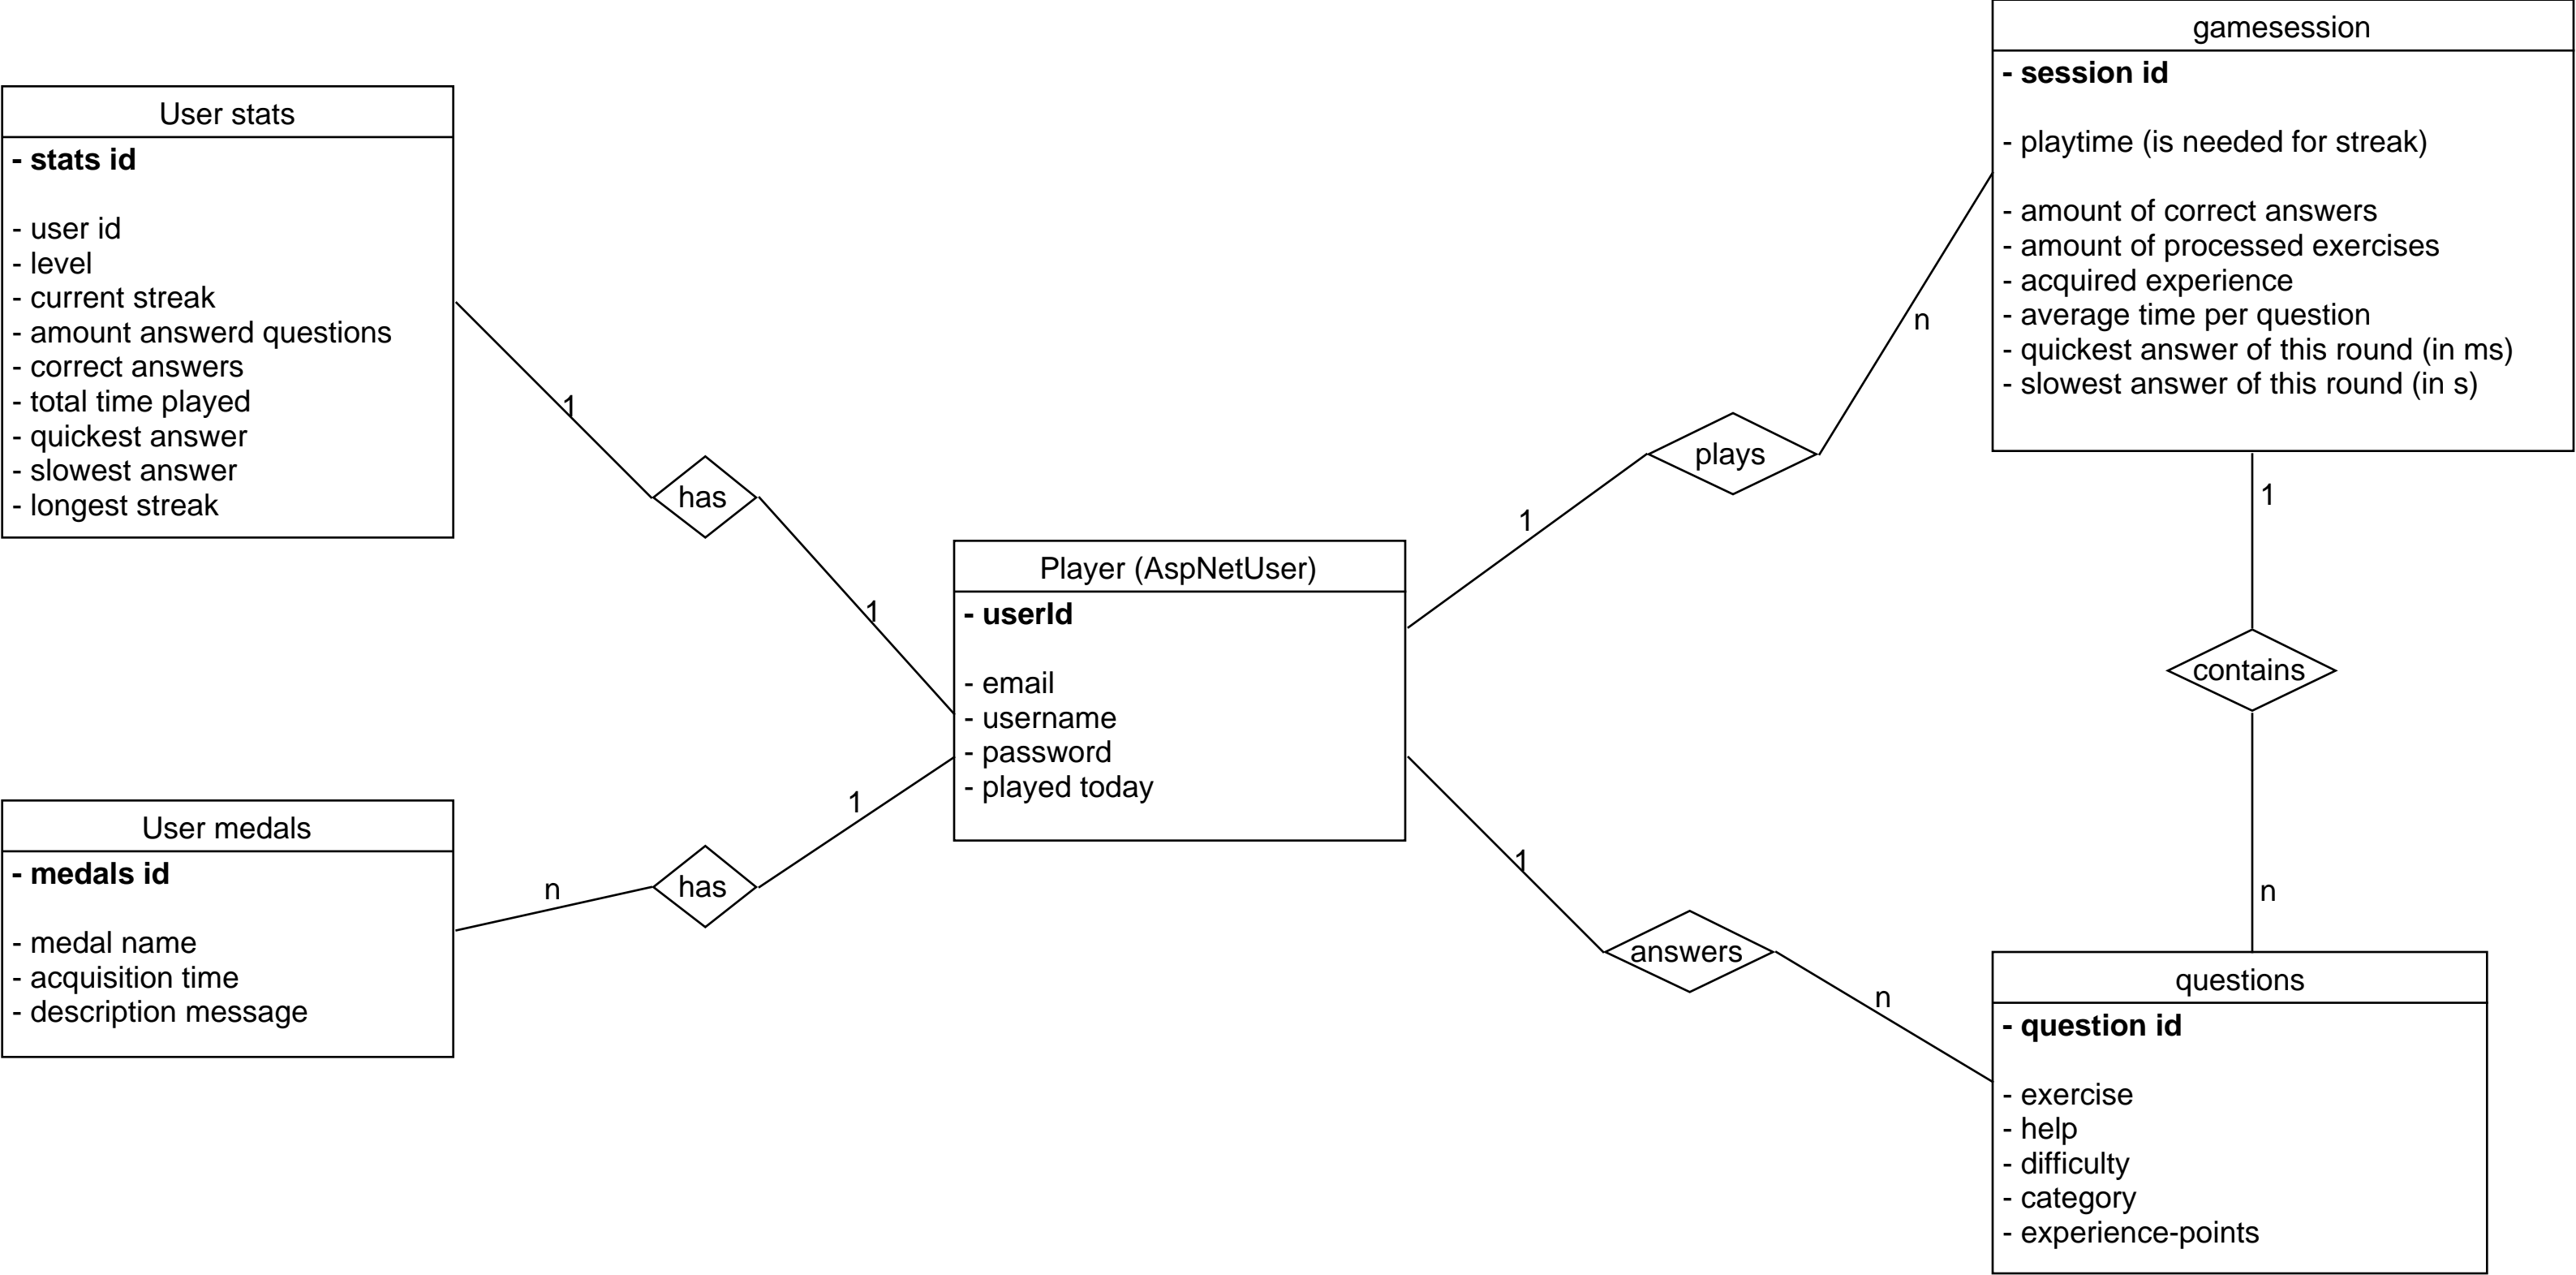 gamesession
- session id
- playtime (is needed for streak)
- amount of correct answers
- amount of processed exercises
- acquired experience
- average time per question
- quickest answer of this round (in ms)
- slowest answer of this round (in s)
User stats
- stats id
- user id
- level
- current streak
- amount answerd questions
- correct answers
- total time played
- quickest answer
- slowest answer
- longest streak
1
has
1
n
plays
1
Player (AspNetUser)
- userId
- email
- username
- password
- played today
1
contains
n
User medals
- medals id
- medal name
- acquisition time
- description message
n
has
1
1
answers
n
questions
- question id
- exercise
- help
- difficulty
- category
- experience-points